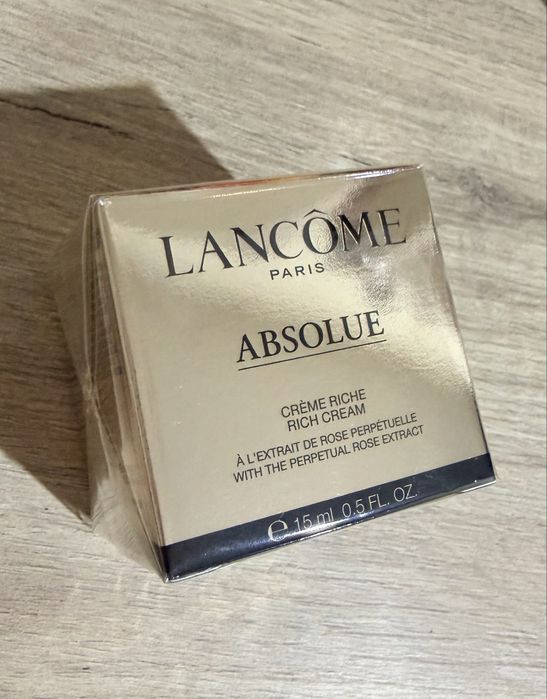 LANCÔME
PARIS
ABSOLUE
CRÈME RICHE
RICH CREAM
À L'EXTRAIT DE ROSE PERPÉTUELLE
WITH THE PERPETUAL ROSE EXTRACT
℮ 15 ml 0.5 FL. OZ.